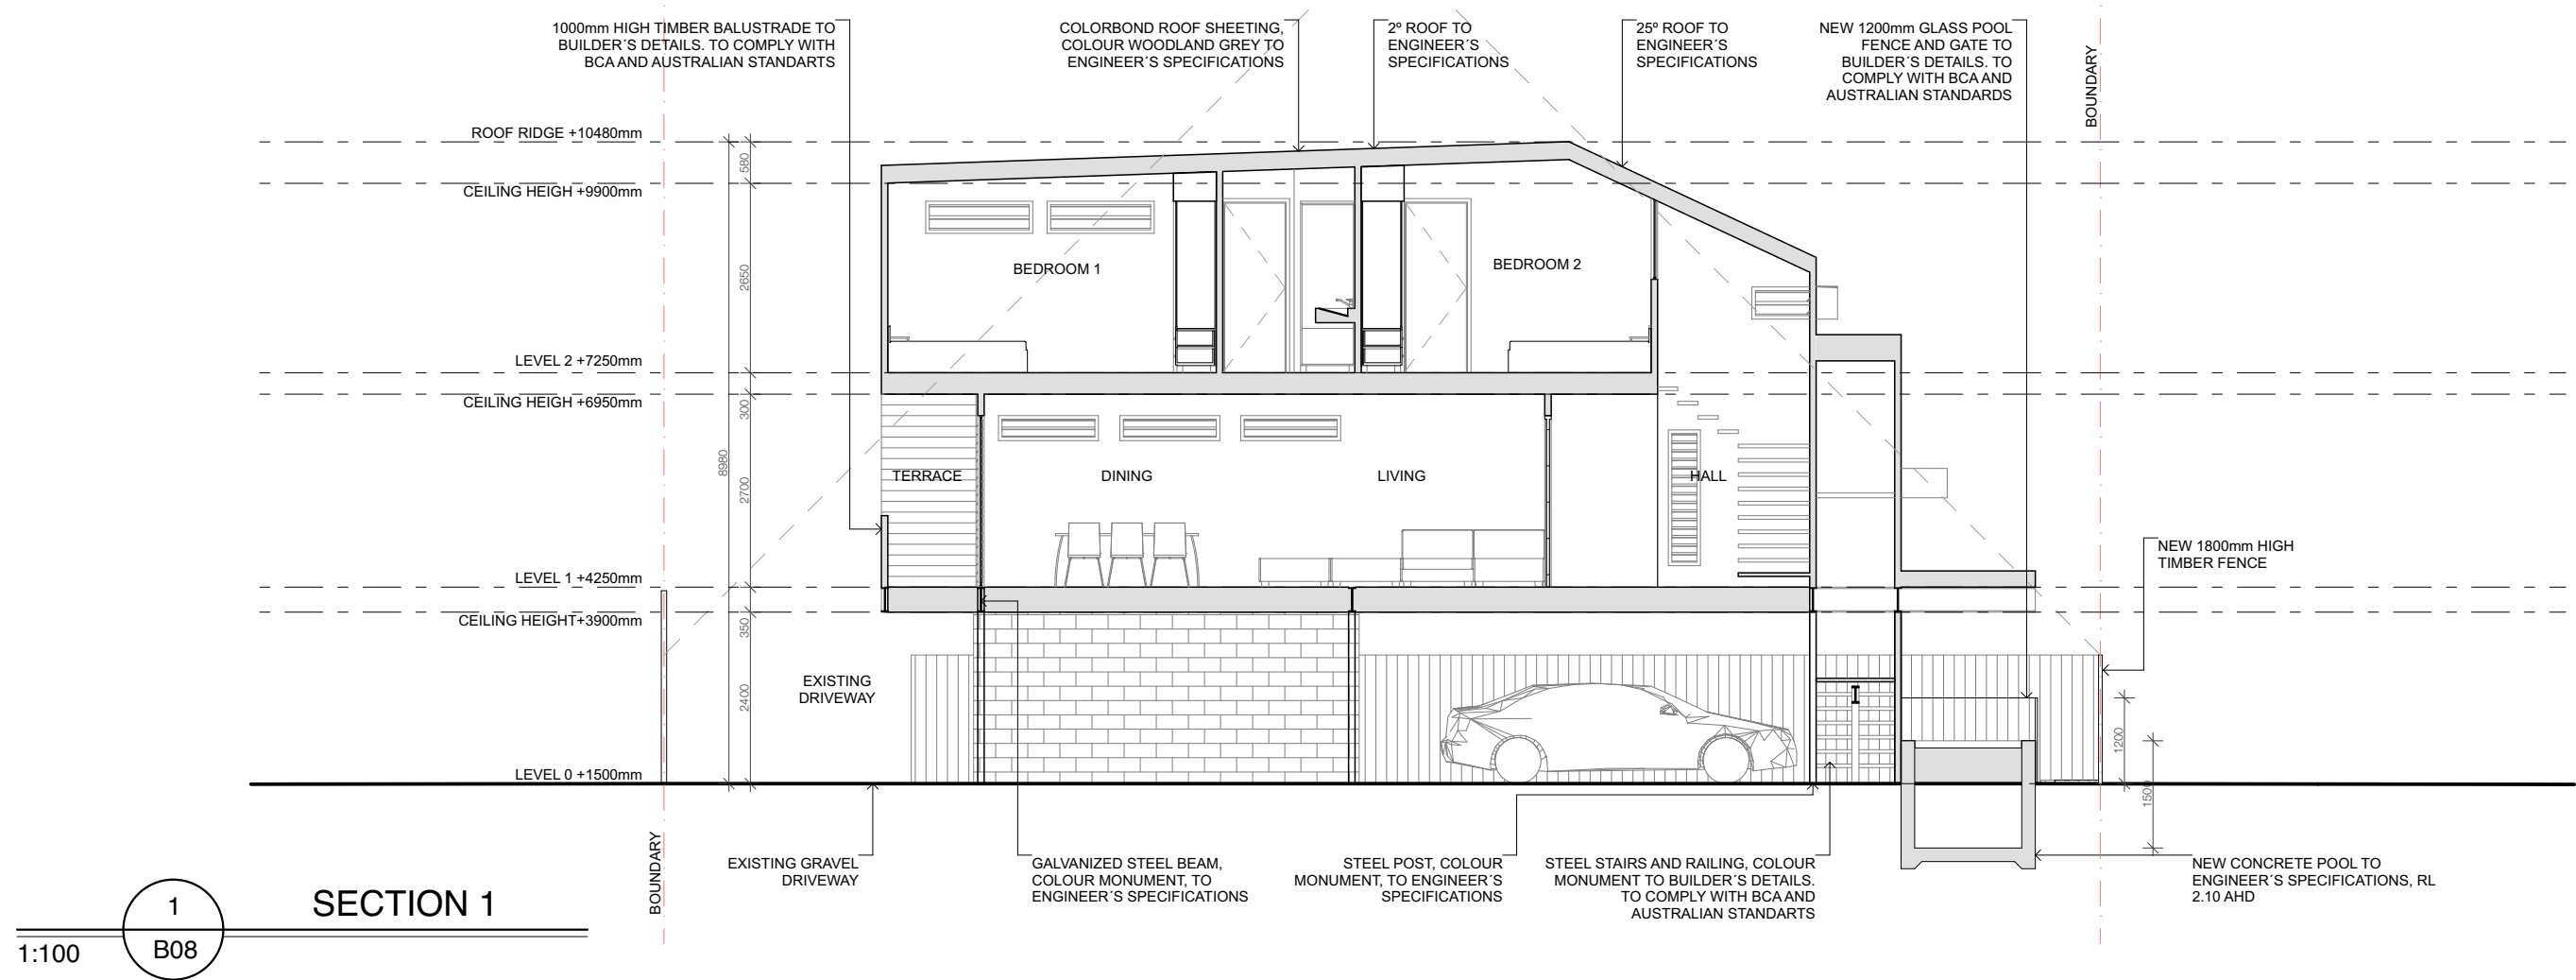 1000mm HIGH TIMBER BALUSTRADE TO
BUILDER´S DETAILS. TO COMPLY WITH
BCA AND AUSTRALIAN STANDARTS
COLORBOND ROOF SHEETING,
COLOUR WOODLAND GREY TO
ENGINEER´S SPECIFICATIONS
2º ROOF TO
ENGINEER´S
SPECIFICATIONS
25º ROOF TO
ENGINEER´S
SPECIFICATIONS
NEW 1200mm GLASS POOL
FENCE AND GATE TO
BUILDER´S DETAILS. TO
COMPLY WITH BCA AND
AUSTRALIAN STANDARDS
BOUNDARY
ROOF RIDGE +10480mm
580
CEILING HEIGH +9900mm
2650
BEDROOM 1
BEDROOM 2
LEVEL 2 +7250mm
CEILING HEIGH +6950mm
300
8980
2700
TERRACE
DINING
LIVING
HALL
NEW 1800mm HIGH
TIMBER FENCE
LEVEL 1 +4250mm
CEILING HEIGHT+3900mm
350
2400
EXISTING
DRIVEWAY
1200
1500
LEVEL 0 +1500mm
BOUNDARY
EXISTING GRAVEL
DRIVEWAY
GALVANIZED STEEL BEAM,
COLOUR MONUMENT, TO
ENGINEER´S SPECIFICATIONS
STEEL POST, COLOUR
MONUMENT, TO ENGINEER´S
SPECIFICATIONS
STEEL STAIRS AND RAILING, COLOUR
MONUMENT TO BUILDER´S DETAILS.
TO COMPLY WITH BCA AND
AUSTRALIAN STANDARTS
NEW CONCRETE POOL TO
ENGINEER´S SPECIFICATIONS, RL
2.10 AHD
1
SECTION 1
1:100
B08